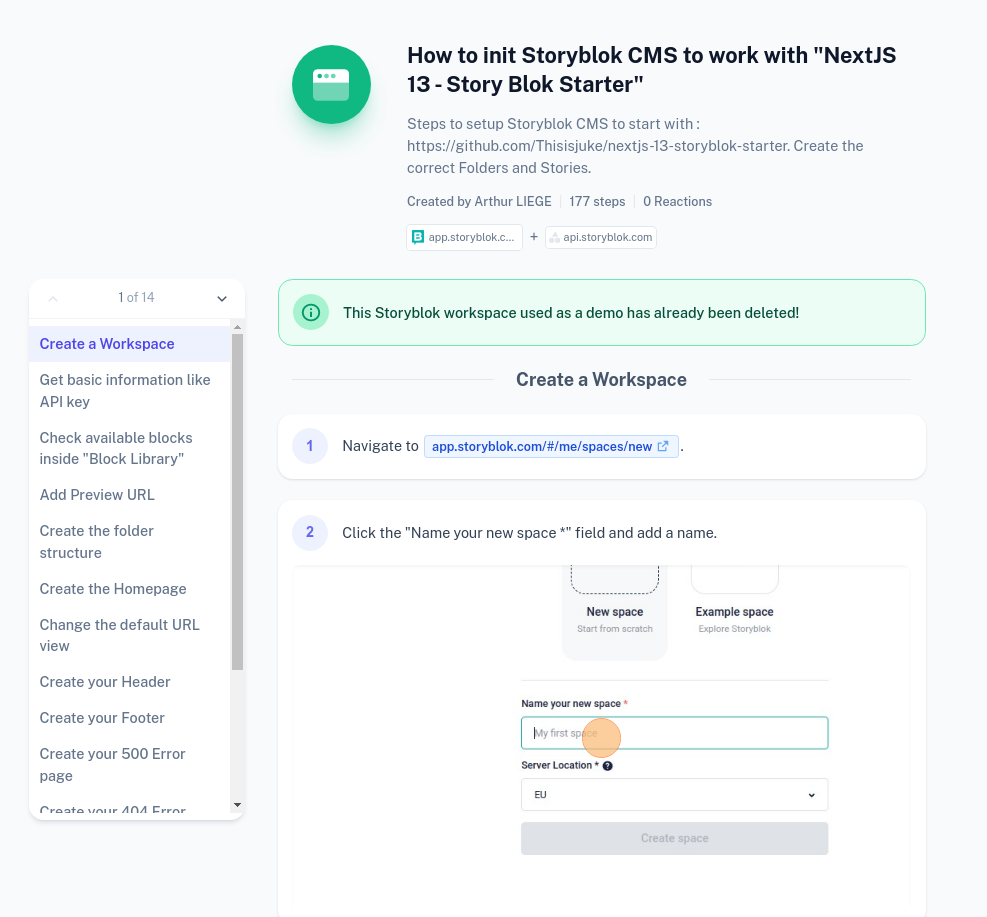 How to init Storyblok CMS to work with "NextJS
13 - Story Blok Starter"
Steps to setup Storyblok CMS to start with :
https://github.com/Thisisjuke/nextjs-13-storyblok-starter. Create the
correct Folders and Stories.
Created by Arthur LIEGE 177 steps 0 Reactions
app.storyblok.c... + api.storyblok.com
1 of 14
Create a Workspace
Get basic information like
API key
Check available blocks
inside "Block Library"
Add Preview URL
Create the folder
structure
Create the Homepage
Change the default URL
view
Create your Header
Create your Footer
Create your 500 Error
page
Create your 404 Error
This Storyblok workspace used as a demo has already been deleted!
Create a Workspace
1 Navigate to app.storyblok.com/#/me/spaces/new .
2 Click the "Name your new space *" field and add a name.
New space Example space
Start from scratch Explore Storyblok
Name your new space *
My first space
Server Location * ?
EU
Create space